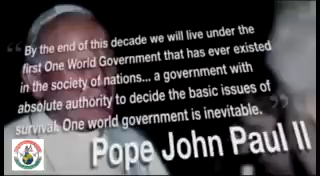 “By the end of this decade we will live under the
first One World Government that has ever existed
in the society of nations... a government with
absolute authority to decide the basic issues of
survival. One world government is inevitable.”
Pope John Paul II